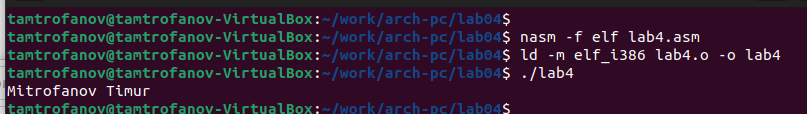 tamtrofanov@tamtrofanov-VirtualBox:~/work/arch-pc/lab04$
tamtrofanov@tamtrofanov-VirtualBox:~/work/arch-pc/lab04$ nasm -f elf lab4.asm
tamtrofanov@tamtrofanov-VirtualBox:~/work/arch-pc/lab04$ ld -m elf_i386 lab4.o -o lab4
tamtrofanov@tamtrofanov-VirtualBox:~/work/arch-pc/lab04$ ./lab4
Mitrofanov Timur
tamtrofanov@tamtrofanov-VirtualBox:~/work/arch-pc/lab04$